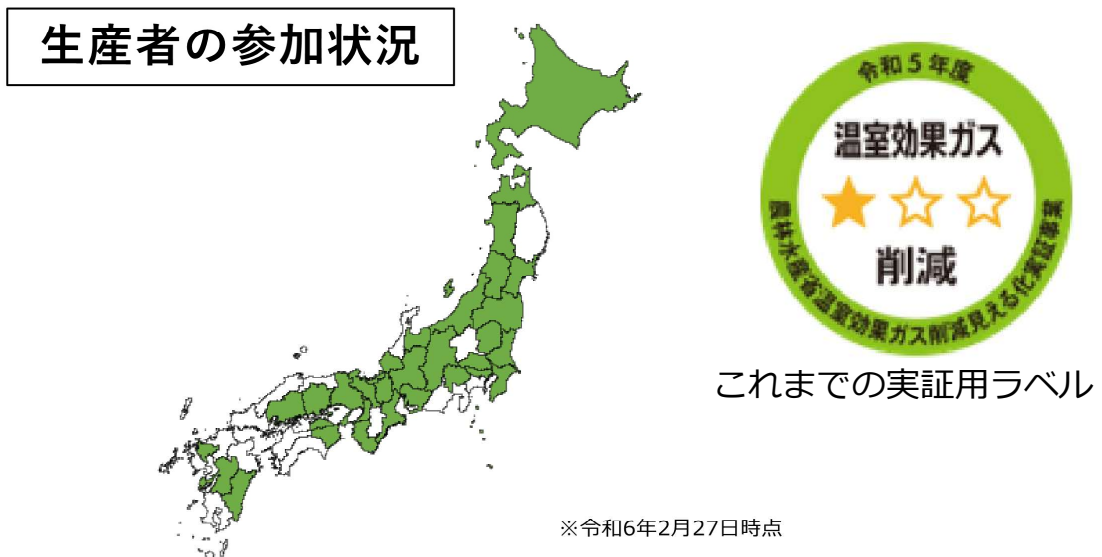 生産者の参加状況
令和5年度
温室効果ガス
削減
農林水産省温室効果ガス削減見える化実証事業
これまでの実証用ラベル
※令和6年2月27日時点